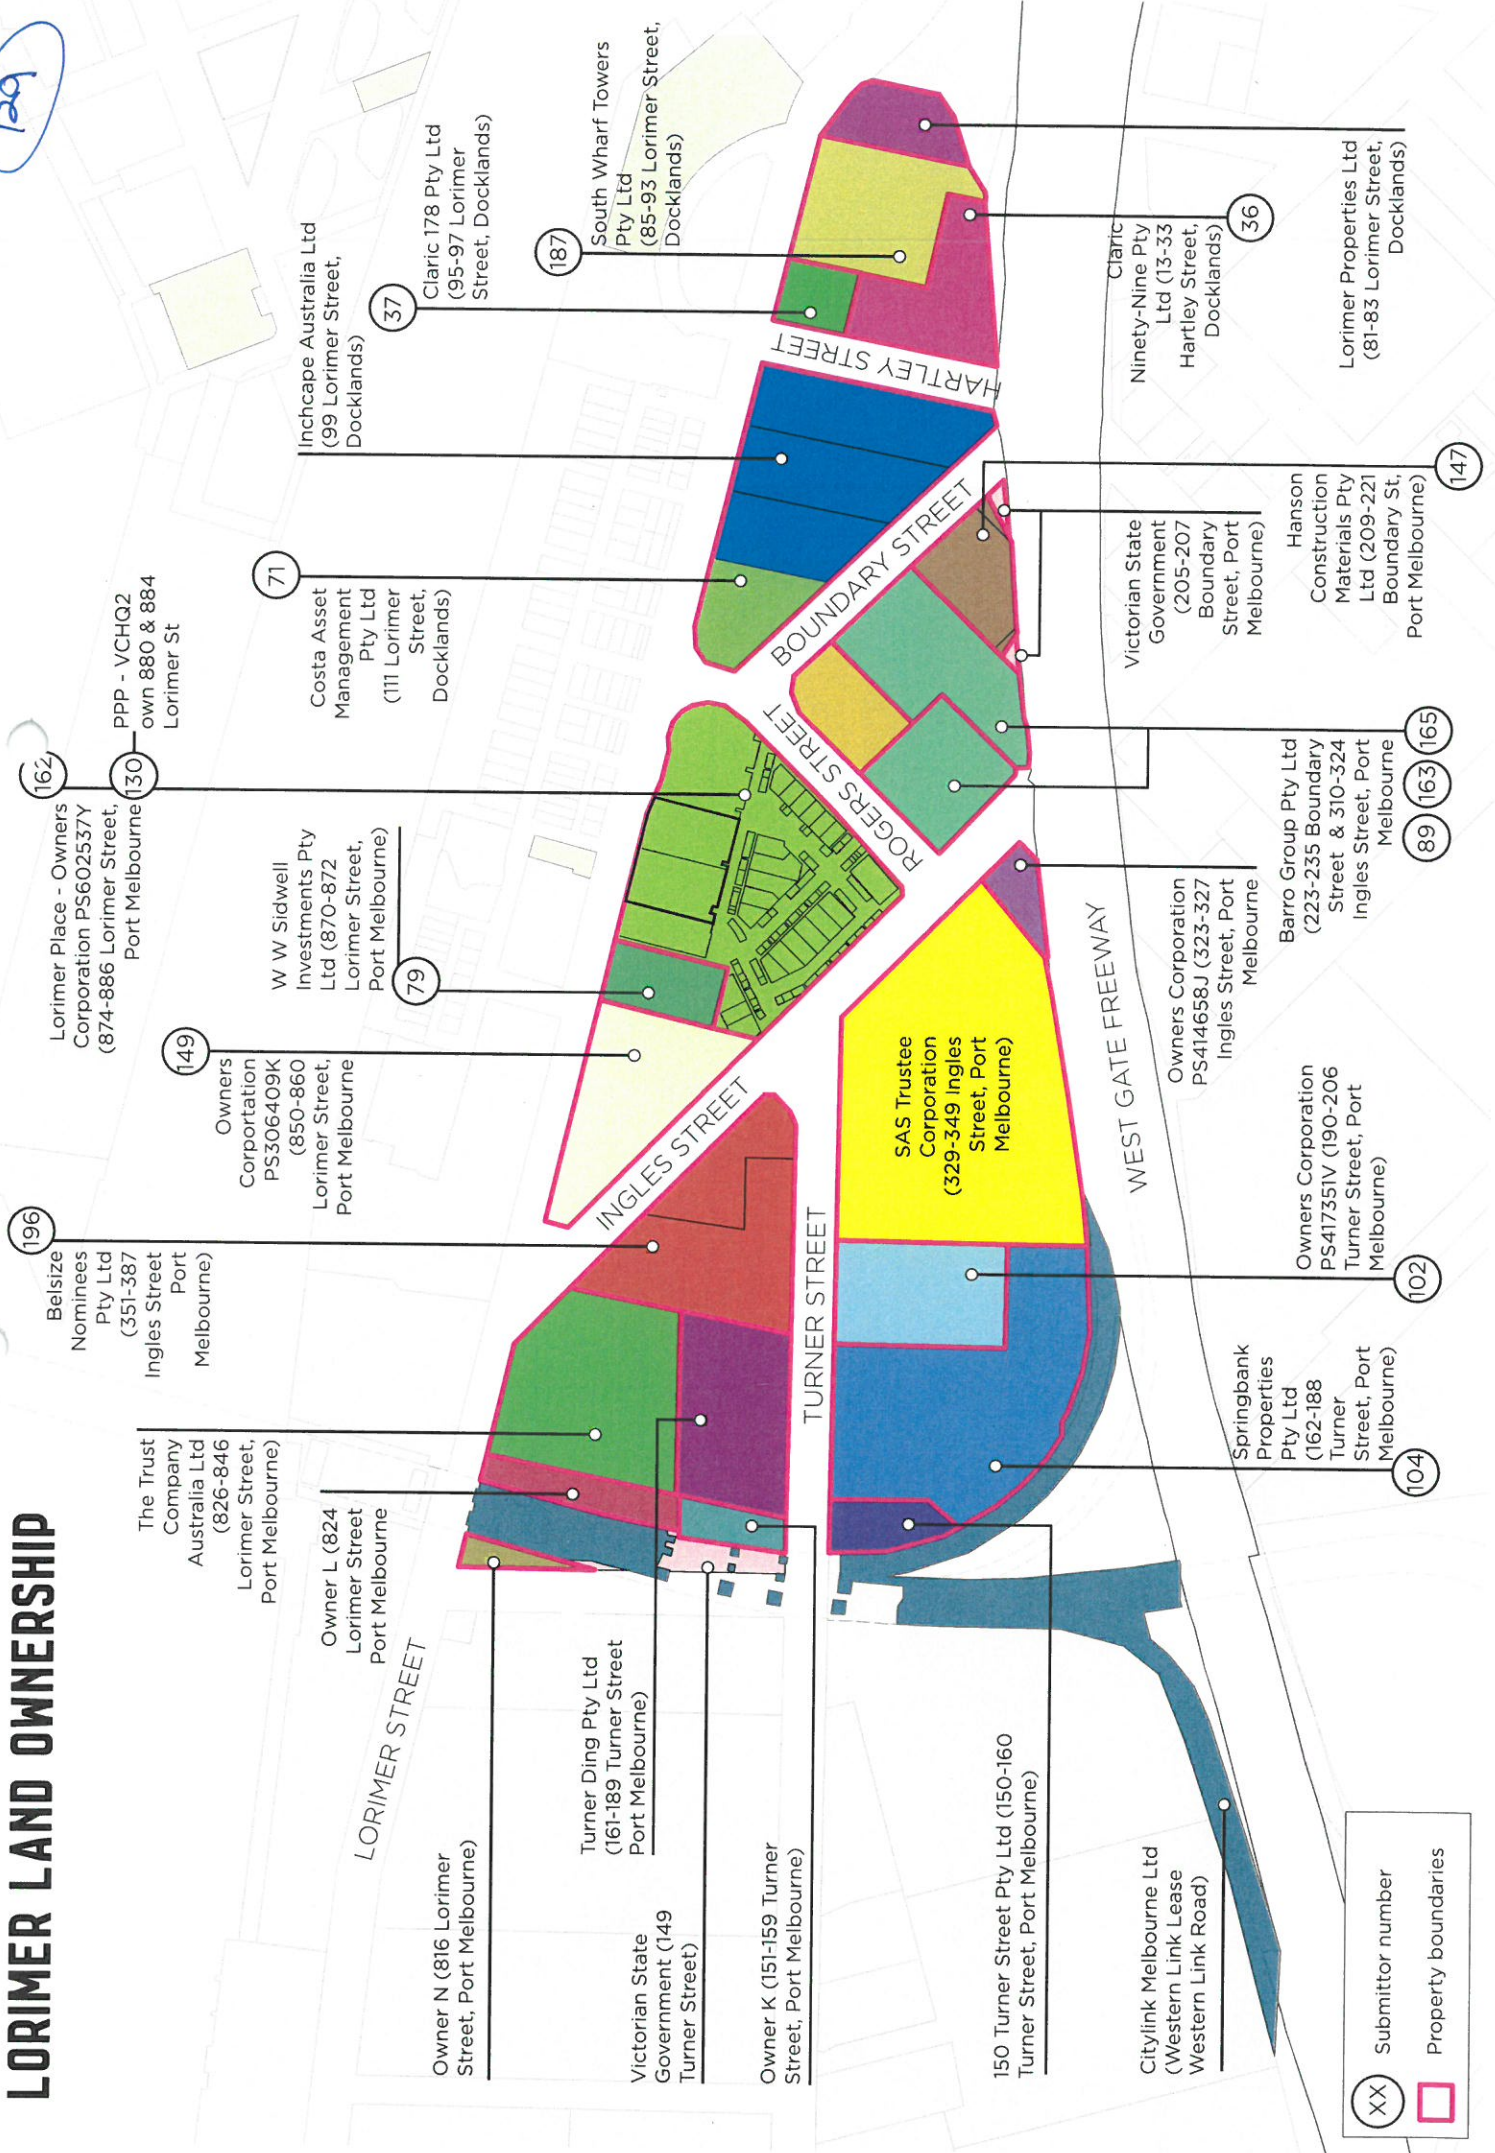 LORIMER LAND OWNERSHIP
129
196
Belsize
Nominees
Pty Ltd
(351-387
Ingles Street
Port
Melbourne)
162
Lorimer Place - Owners
Corporation PS602537Y
(874-886 Lorimer Street,
Port Melbourne
130
PPP - VCHQ2
own 880 & 884
Lorimer St
The Trust
Company
Australia Ltd
(826-846
Lorimer Street,
Port Melbourne)
149
Owners
Corportation
PS306409K
(850-860
Lorimer Street,
Port Melbourne
W W Sidwell
Investments Pty
Ltd (870-872
Lorimer Street,
Port Melbourne)
79
71
Costa Asset
Management
Pty Ltd
(111 Lorimer
Street,
Docklands)
Inchcape Australia Ltd
(99 Lorimer Street,
Docklands)
37
Claric 178 Pty Ltd
(95-97 Lorimer
Street, Docklands)
187
South Wharf Towers
Pty Ltd
(85-93 Lorimer Street,
Docklands)
Owner L (824
Lorimer Street
Port Melbourne
LORIMER STREET
Owner N (816 Lorimer
Street, Port Melbourne)
Turner Ding Pty Ltd
(161-189 Turner Street
Port Melbourne)
Victorian State
Government (149
Turner Street)
Owner K (151-159 Turner
Street, Port Melbourne)
INGLES STREET
TURNER STREET
ROGERS STREET
BOUNDARY STREET
HARTLEY STREET
SAS Trustee
Corporation
(329-349 Ingles
Street, Port
Melbourne)
WEST GATE FREEWAY
150 Turner Street Pty Ltd (150-160
Turner Street, Port Melbourne)
Citylink Melbourne Ltd
(Western Link Lease
Western Link Road)
Springbank
Properties
Pty Ltd
(162-188
Turner
Street, Port
Melbourne)
104
Owners Corporation
PS417351V (190-206
Turner Street, Port
Melbourne)
102
Owners Corporation
PS414658J (323-327
Ingles Street, Port
Melbourne
Barro Group Pty Ltd
(223-235 Boundary
Street & 310-324
Ingles Street, Port
Melbourne
89 163 165
Victorian State
Government
(205-207
Boundary
Street, Port
Melbourne)
Hanson
Construction
Materials Pty
Ltd (209-221
Boundary St,
Port Melbourne)
147
Claric
Ninety-Nine Pty
Ltd (13-33
Hartley Street,
Docklands)
36
Lorimer Properties Ltd
(81-83 Lorimer Street,
Docklands)
XX Submittor number
Property boundaries